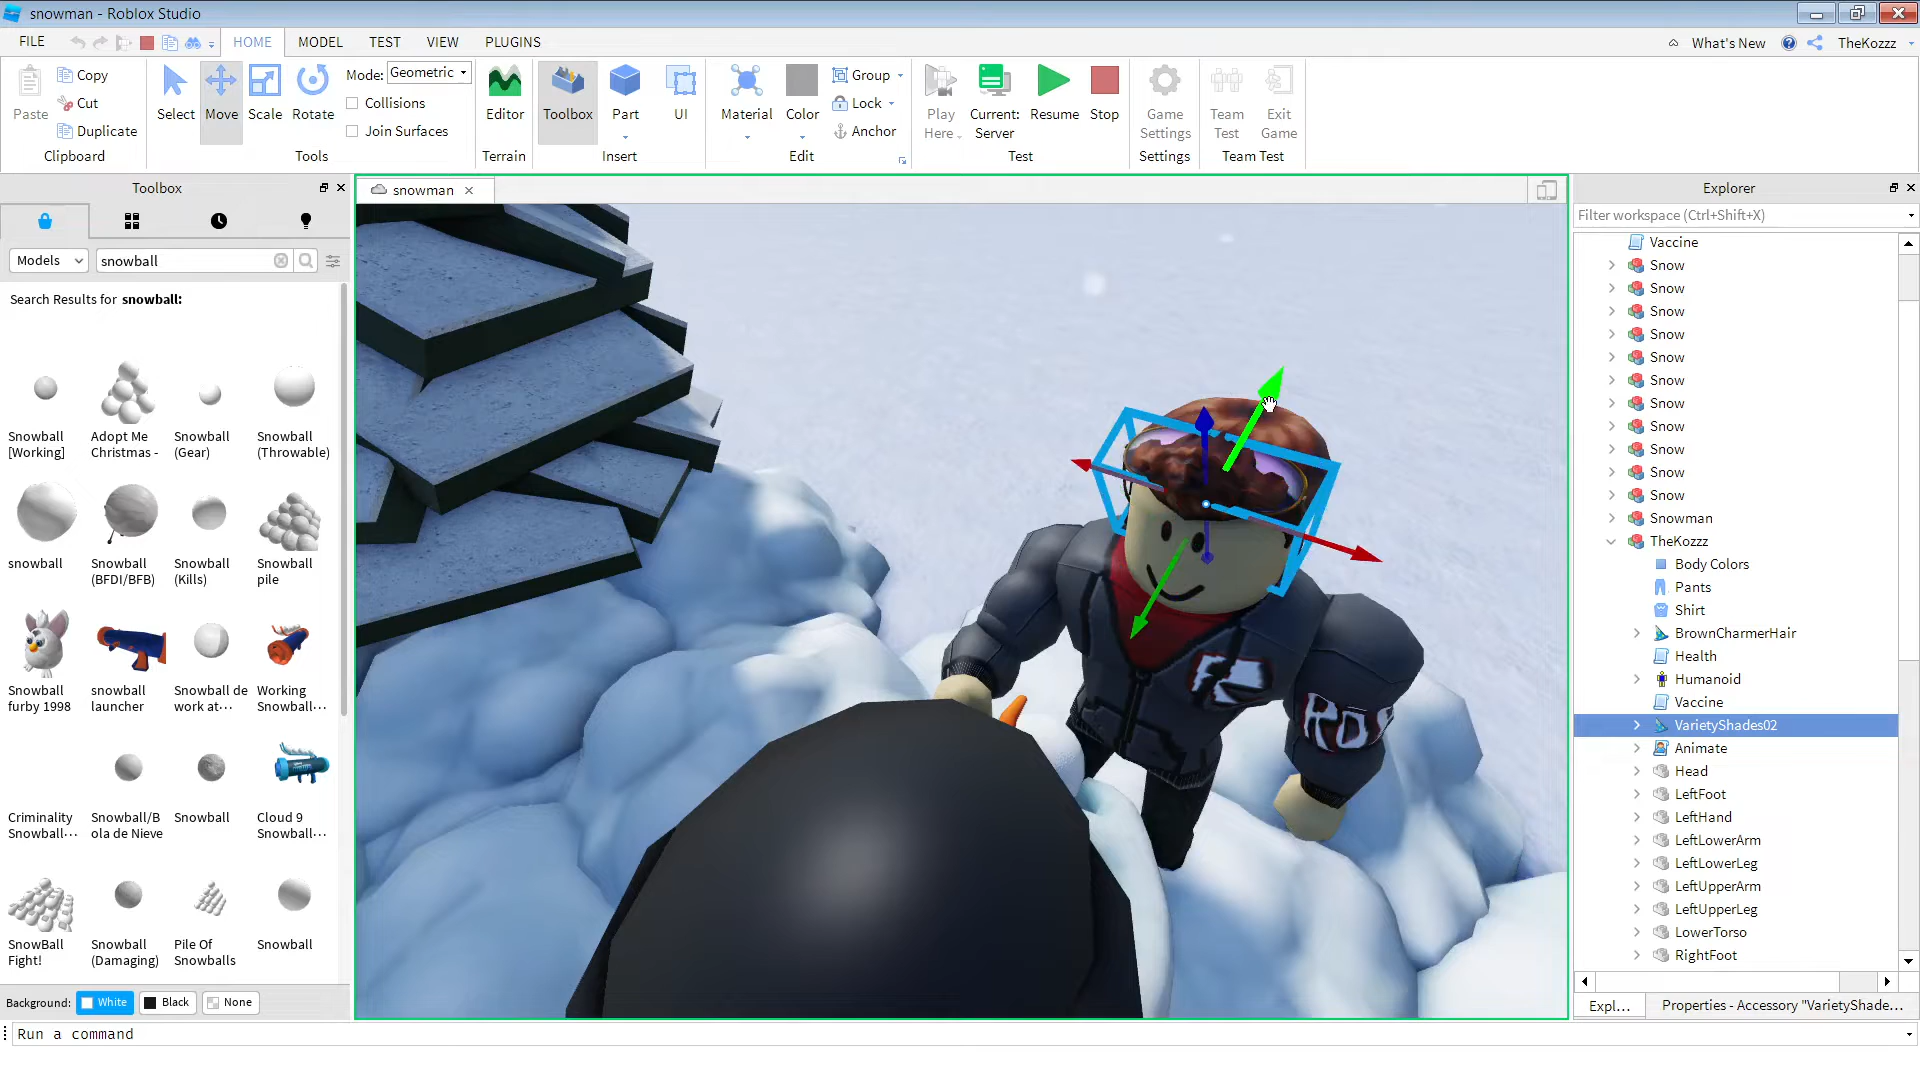 snowman - Roblox Studio
FILE HOME MODEL TEST VIEW PLUGINS What's New TheKozzz
Paste Copy Cut Duplicate Clipboard
Select Move Scale Rotate Mode: Geometric Collisions Join Surfaces Tools
Editor Terrain
Toolbox Part UI Insert
Material Color Group Lock Anchor Edit
Play Here Current: Server Resume Stop Test
Game Settings Settings
Team Test Exit Game Team Test
Toolbox
Models snowball
Search Results for snowball:
Snowball [Working]
Adopt Me Christmas -
Snowball (Gear)
Snowball (Throwable)
snowball
Snowball (BFDI/BFB)
Snowball (Kills)
Snowball pile
Snowball furby 1998
snowball launcher
Snowball de work at...
Working Snowball...
Criminality Snowball...
Snowball/B ola de Nieve
Snowball
Cloud 9 Snowball...
SnowBall Fight!
Snowball (Damaging)
Pile Of Snowballs
Snowball
Background: White Black None
Run a command
snowman
RO
Explorer
Filter workspace (Ctrl+Shift+X)
Vaccine
Snow
Snow
Snow
Snow
Snow
Snow
Snow
Snow
Snow
Snow
Snow
Snowman
TheKozzz
Body Colors
Pants
Shirt
BrownCharmerHair
Health
Humanoid
Vaccine
VarietyShades02
Animate
Head
LeftFoot
LeftHand
LeftLowerArm
LeftLowerLeg
LeftUpperArm
LeftUpperLeg
LowerTorso
RightFoot
Expl... Properties - Accessory "VarietyShade...